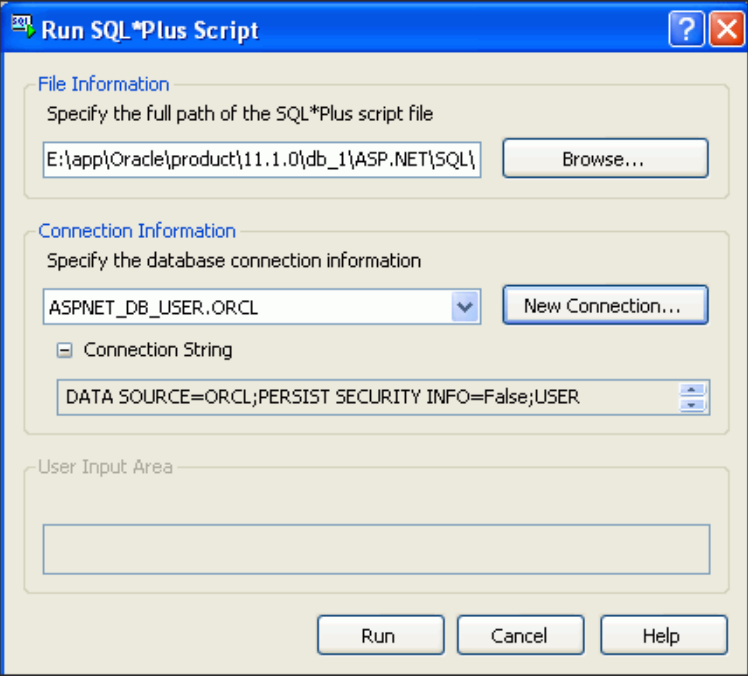 SQL
Run SQL*Plus Script
?
File Information
Specify the full path of the SQL*Plus script file
E:\app\Oracle\product\11.1.0\db_1\ASP.NET\SQL\
Browse...
Connection Information
Specify the database connection information
ASPNET_DB_USER.ORCL
New Connection...
Connection String
DATA SOURCE=ORCL;PERSIST SECURITY INFO=False;USER
User Input Area
Run
Cancel
Help